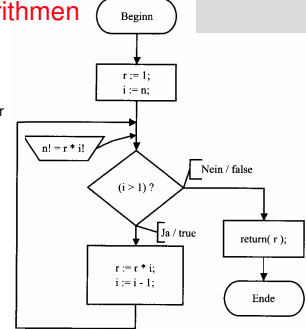 rithmen
Beginn
r := 1;
i := n;
r
n! = r * i!
(i > 1) ?
Nein / false
Ja / true
return( r );
r := r * i;
i := i - 1;
Ende